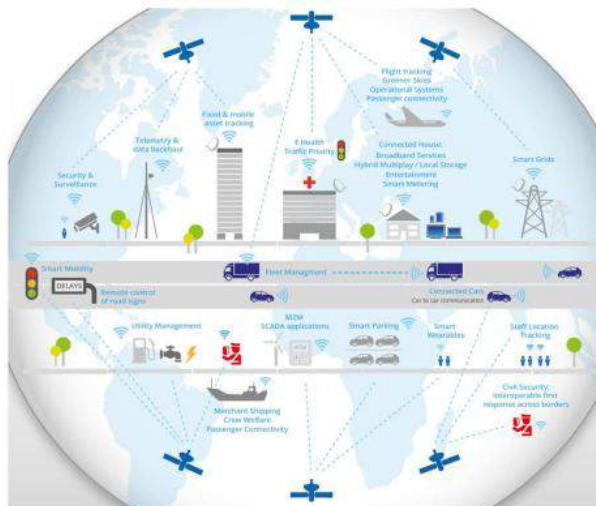 Flight tracking
Greener Skies
Operational Systems
Passenger connectivity
Fixed & mobile
asset tracking
Telemetry &
data backhaul
E Health
Traffic Priority
Connected House:
Broadband Services
Hybrid Multiplay / Local Storage
Entertainment
Smart Metering
Smart Grids
Security &
Surveillance
Smart Mobility
Fleet Managment
DELAYS
Remote control
of road signs
Connected Cars
Car to car communication
Utility Management
M2M
SCADA applications
Smart Parking
Smart
Wearables
Staff Location
Tracking
Merchant Shipping
Crew Welfare
Passenger Connectivity
Civil Security,
interoperable first
response across borders